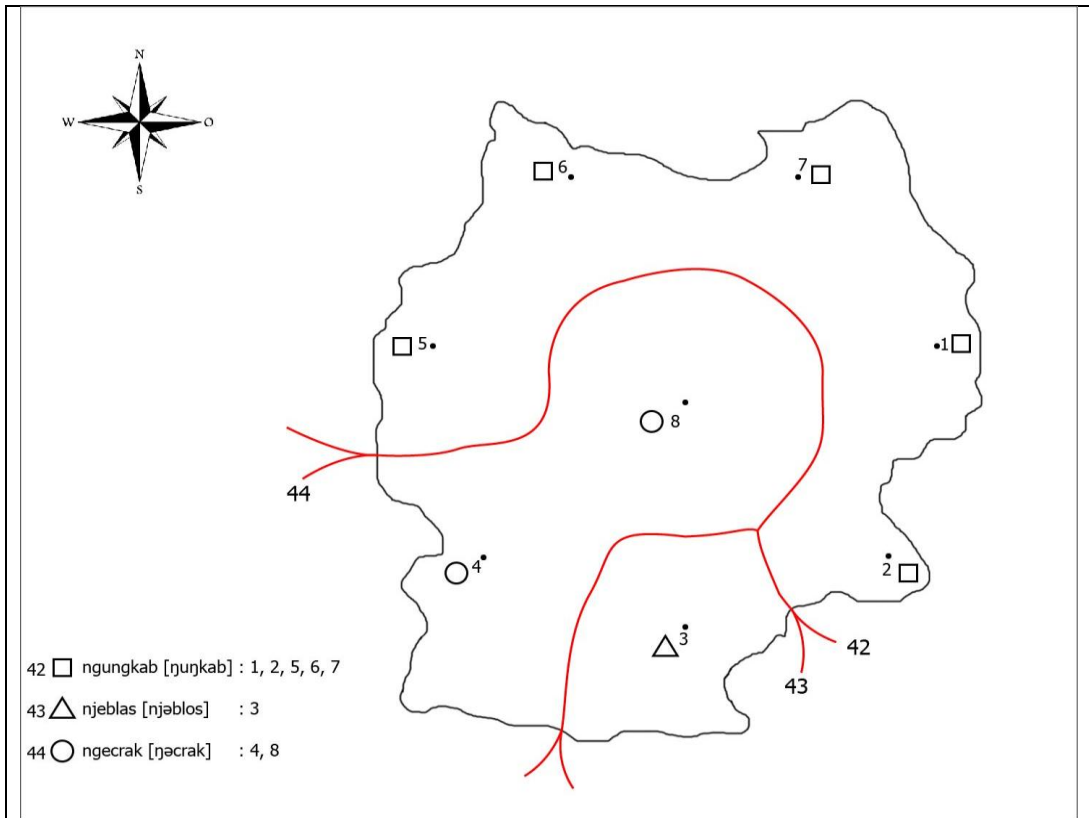 N
W O
S
6
7
5
1
8
44
4
2
3
42
43
42 ngungkab [ŋuŋkab] : 1, 2, 5, 6, 7
43 njeblas [njəblos] : 3
44 ngecrak [ŋəcrak] : 4, 8